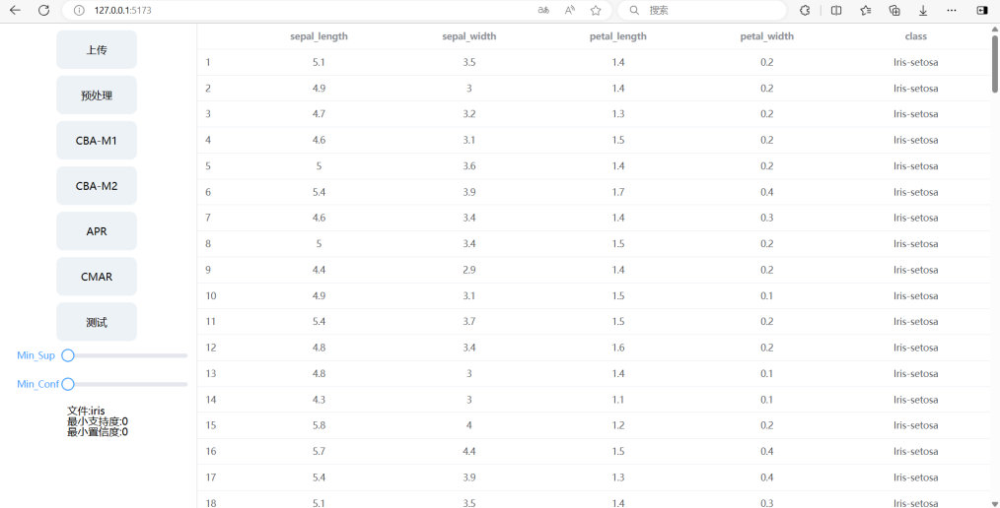 127.0.0.1:5173
搜索
上传
预处理
CBA-M1
CBA-M2
APR
CMAR
测试
Min_Sup
Min_Conf
文件:iris
最小支持度:0
最小置信度:0
sepal_length sepal_width petal_length petal_width class
1 5.1 3.5 1.4 0.2 Iris-setosa
2 4.9 3 1.4 0.2 Iris-setosa
3 4.7 3.2 1.3 0.2 Iris-setosa
4 4.6 3.1 1.5 0.2 Iris-setosa
5 5 3.6 1.4 0.2 Iris-setosa
6 5.4 3.9 1.7 0.4 Iris-setosa
7 4.6 3.4 1.4 0.3 Iris-setosa
8 5 3.4 1.5 0.2 Iris-setosa
9 4.4 2.9 1.4 0.2 Iris-setosa
10 4.9 3.1 1.5 0.1 Iris-setosa
11 5.4 3.7 1.5 0.2 Iris-setosa
12 4.8 3.4 1.6 0.2 Iris-setosa
13 4.8 3 1.4 0.1 Iris-setosa
14 4.3 3 1.1 0.1 Iris-setosa
15 5.8 4 1.2 0.2 Iris-setosa
16 5.7 4.4 1.5 0.4 Iris-setosa
17 5.4 3.9 1.3 0.4 Iris-setosa
18 5.1 3.5 1.4 0.3 Iris-setosa